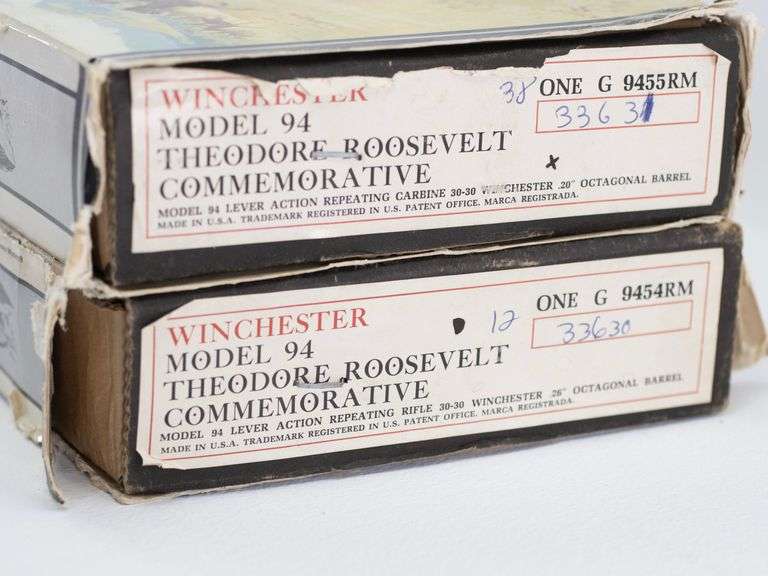 WINCHESTER
MODEL 94
THEODORE ROOSEVELT
COMMEMORATIVE
MODEL 94 LEVER ACTION REPEATING CARBINE 30-30 WINCHESTER .20" OCTAGONAL BARREL
MADE IN U.S.A. TRADEMARK REGISTERED IN U.S. PATENT OFFICE. MARCA REGISTRADA.
38 ONE G 9455RM
33631
WINCHESTER
MODEL 94
THEODORE ROOSEVELT
COMMEMORATIVE
MODEL 94 LEVER ACTION REPEATING RIFLE 30-30 WINCHESTER .26" OCTAGONAL BARREL
MADE IN U.S.A. TRADEMARK REGISTERED IN U.S. PATENT OFFICE. MARCA REGISTRADA.
12 ONE G 9454RM
33630